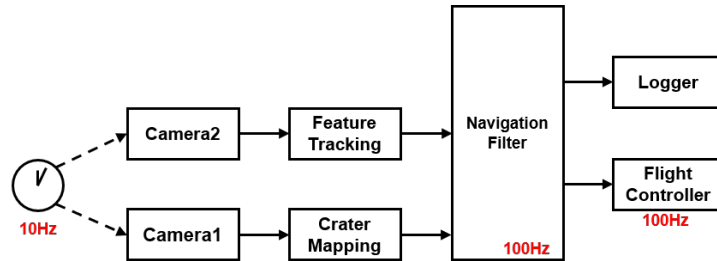 Logger
Camera2
Feature
Tracking
Navigation
Filter
Flight
Controller
100Hz
10Hz
Camera1
Crater
Mapping
100Hz